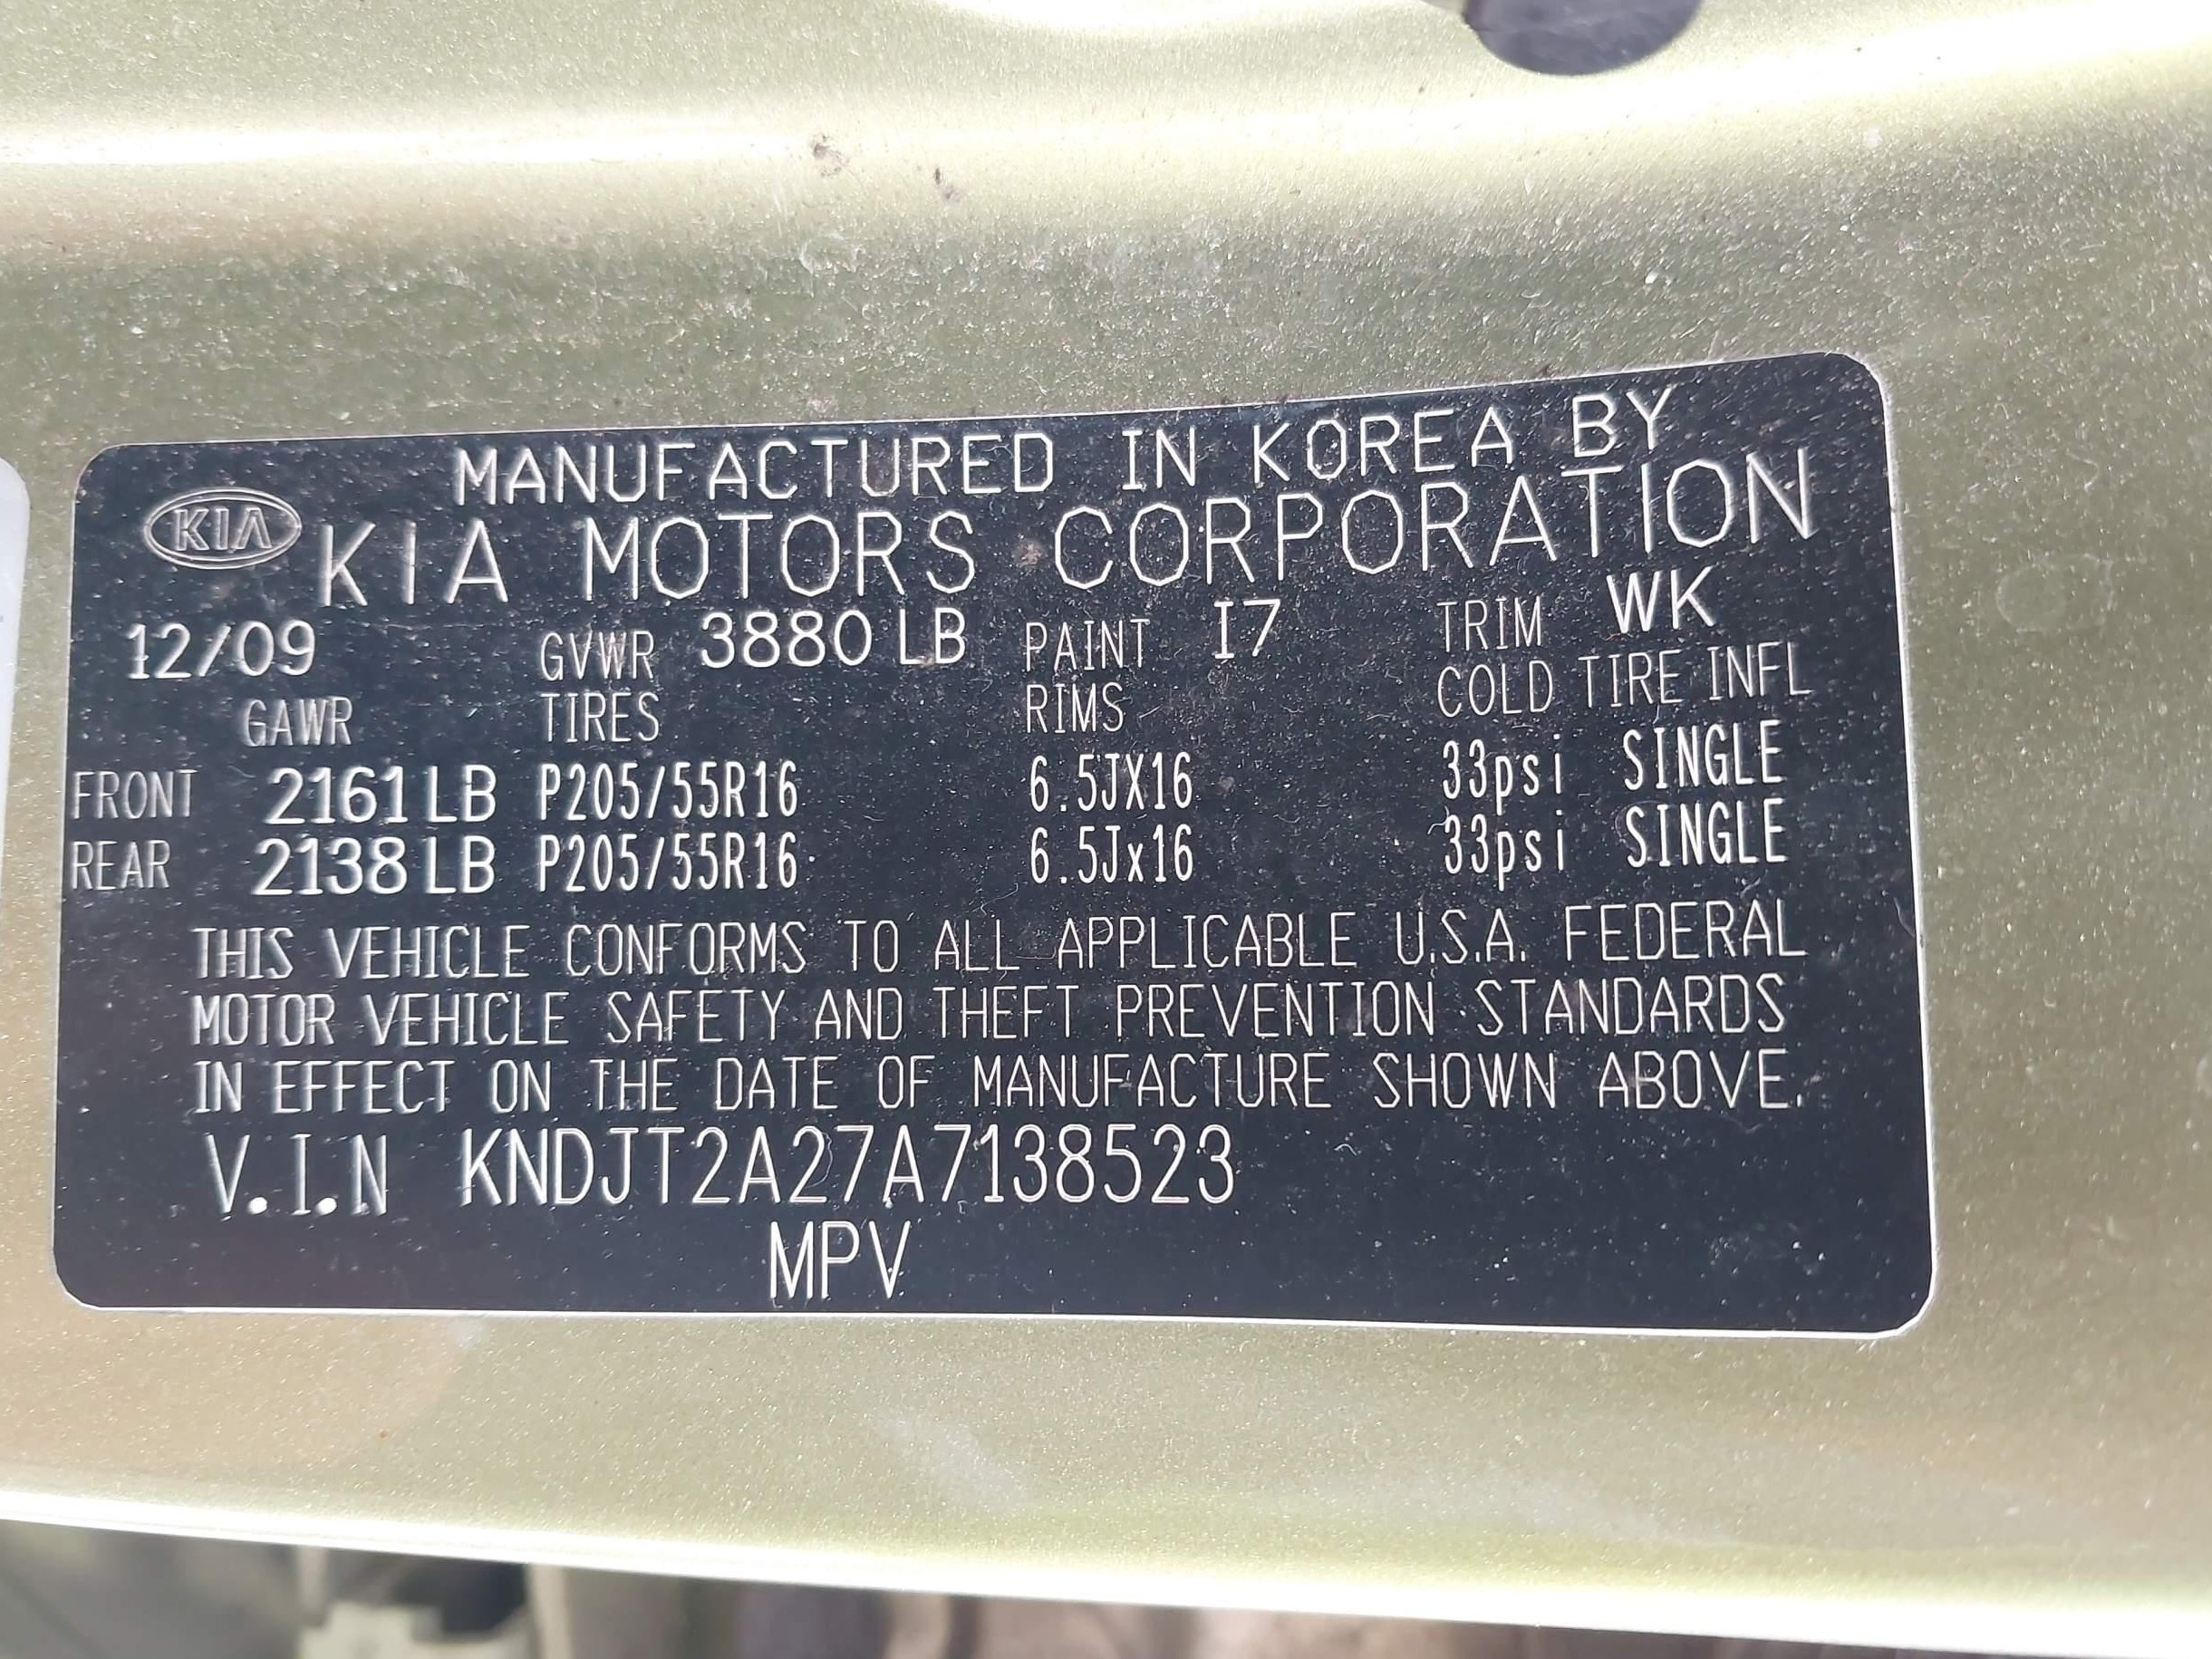 MANUFACTURED IN KOREA BY
KIA KIA MOTORS CORPORATION
12/09 GVWR 3880 LB PAINT I7 TRIM WK
GAWR TIRES RIMS COLD TIRE INFL
FRONT 2161 LB P205/55R16 6.5JX16 33psi SINGLE
REAR 2138 LB P205/55R16 6.5Jx16 33psi SINGLE
THIS VEHICLE CONFORMS TO ALL APPLICABLE U.S.A. FEDERAL
MOTOR VEHICLE SAFETY AND THEFT PREVENTION STANDARDS
IN EFFECT ON THE DATE OF MANUFACTURE SHOWN ABOVE.
V.I.N KNDJT2A27A7138523
MPV